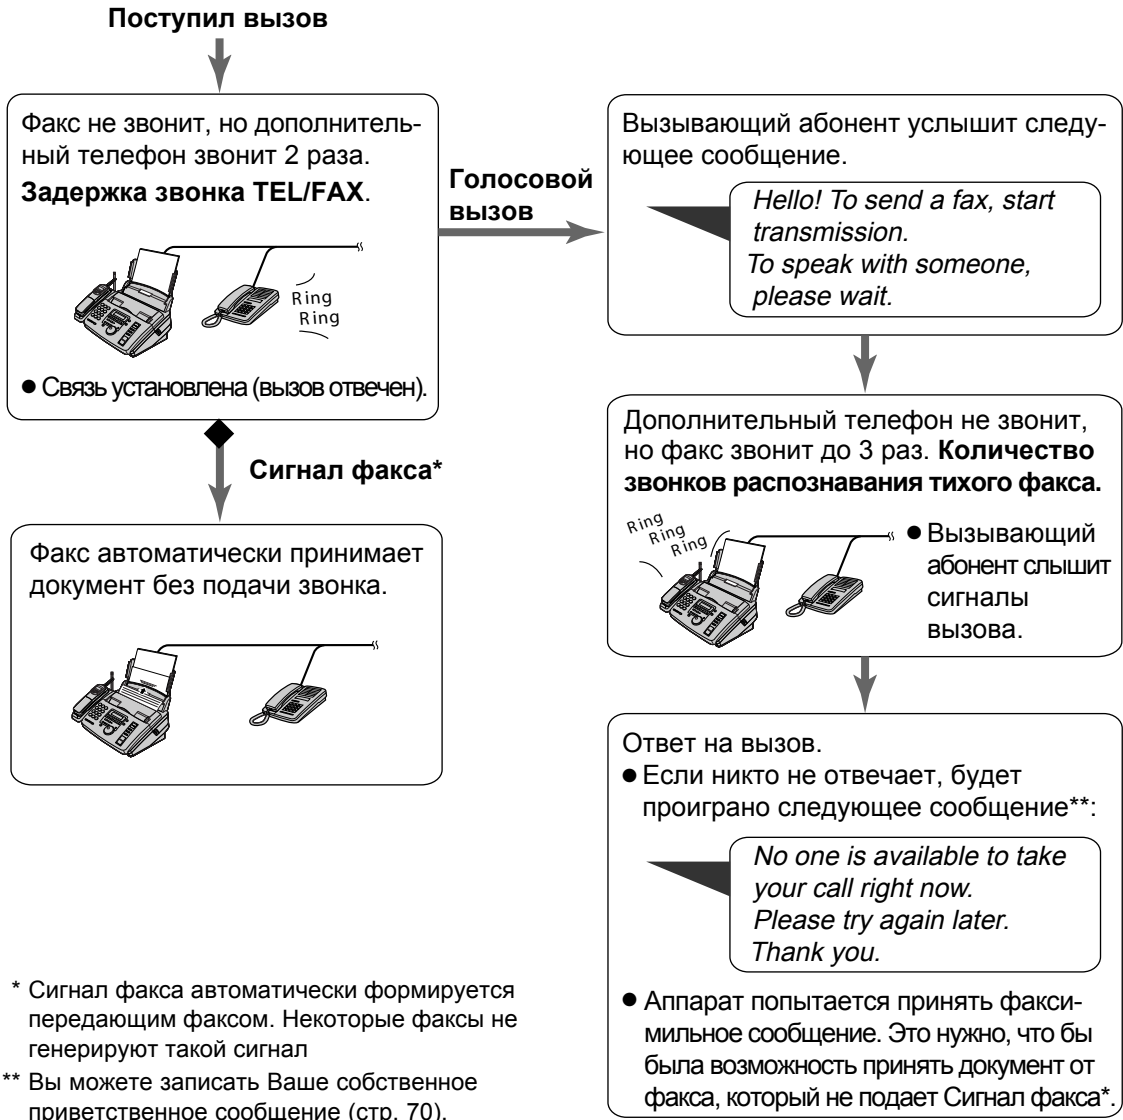 Поступил вызов
Факс не звонит, но дополнитель-
ный телефон звонит 2 раза.
Задержка звонка TEL/FAX.
Ring
Ring
● Связь установлена (вызов отвечен).
Голосовой
вызов
Сигнал факса*
Факс автоматически принимает
документ без подачи звонка.
Вызывающий абонент услышит следу-
ющее сообщение.
Hello! To send a fax, start
transmission.
To speak with someone,
please wait.
Дополнительный телефон не звонит,
но факс звонит до 3 раз. Количество
звонков распознавания тихого факса.
Ring
Ring
Ring
● Вызывающий
абонент слышит
сигналы
вызова.
Ответ на вызов.
● Если никто не отвечает, будет
проиграно следующее сообщение**:
No one is available to take
your call right now.
Please try again later.
Thank you.
● Аппарат попытается принять факси-
мильное сообщение. Это нужно, что бы
была возможность принять документ от
факса, который не подает Сигнал факса*.
* Сигнал факса автоматически формируется
передающим факсом. Некоторые факсы не
генерируют такой сигнал
** Вы можете записать Ваше собственное
приветственное сообщение (стр. 70).